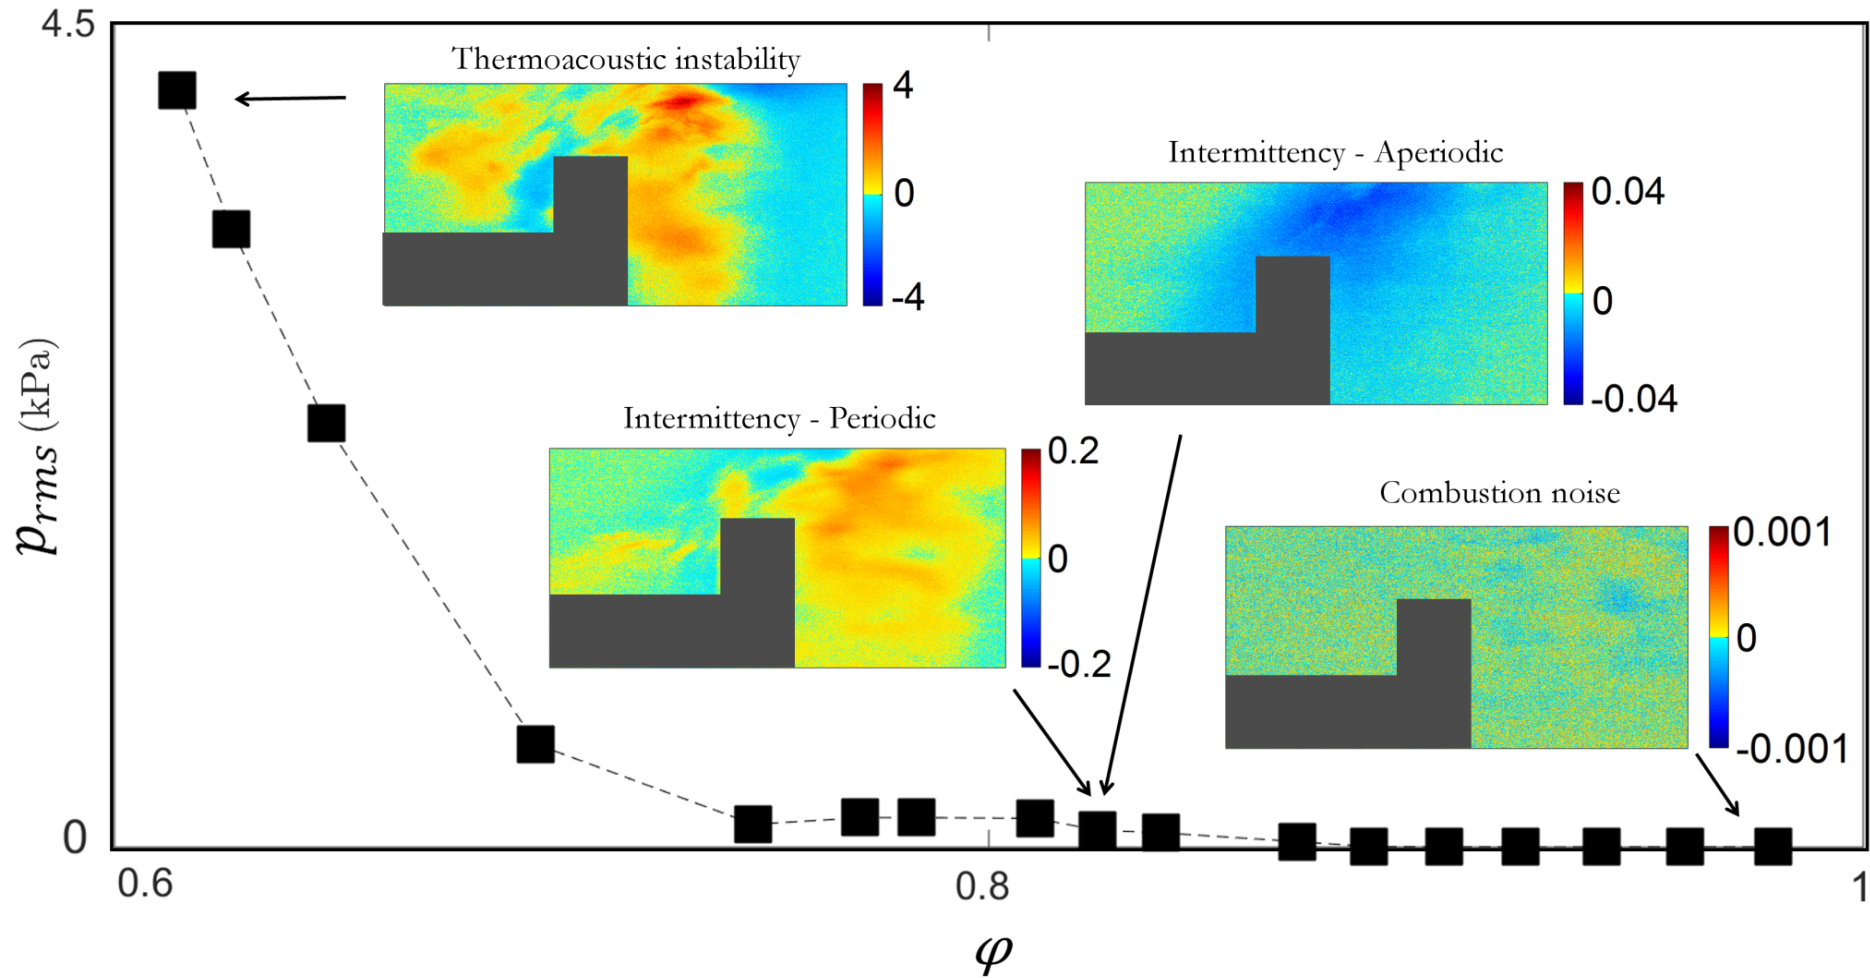 4.5
Thermoacoustic instability
4
0
-4
Intermittency - Aperiodic
0.04
0
-0.04
Intermittency - Periodic
0.2
0
-0.2
Combustion noise
0.001
0
-0.001
prms (kPa)
0
0.6
0.8
1
φ